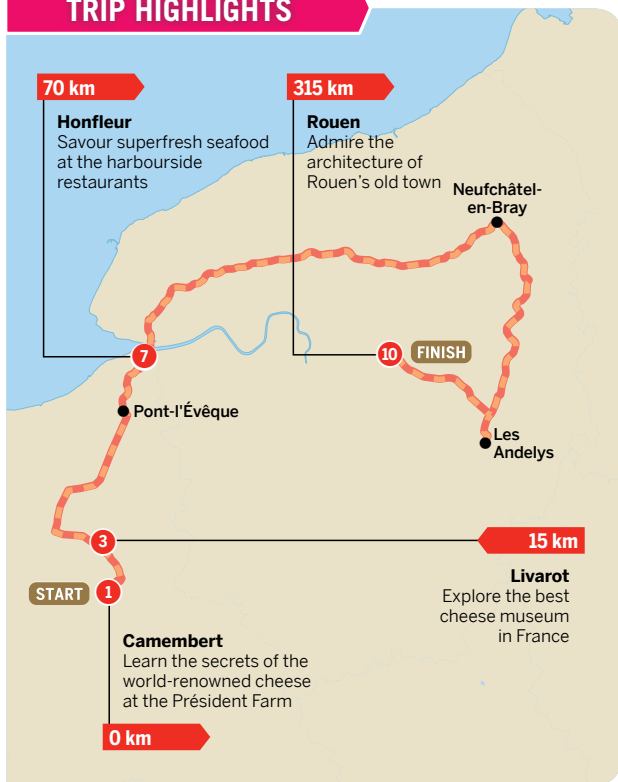 TRIP HIGHLIGHTS
70 km
Honfleur
Savour superfresh seafood
at the harbourside
restaurants
315 km
Rouen
Admire the
architecture of
Rouen's old town
Neufchâtel-
en-Bray
7
10
FINISH
Pont-l'Évêque
Les
Andelys
3
15 km
Livarot
Explore the best
cheese museum
in France
START
1
Camembert
Learn the secrets of the
world-renowned cheese
at the Président Farm
0 km